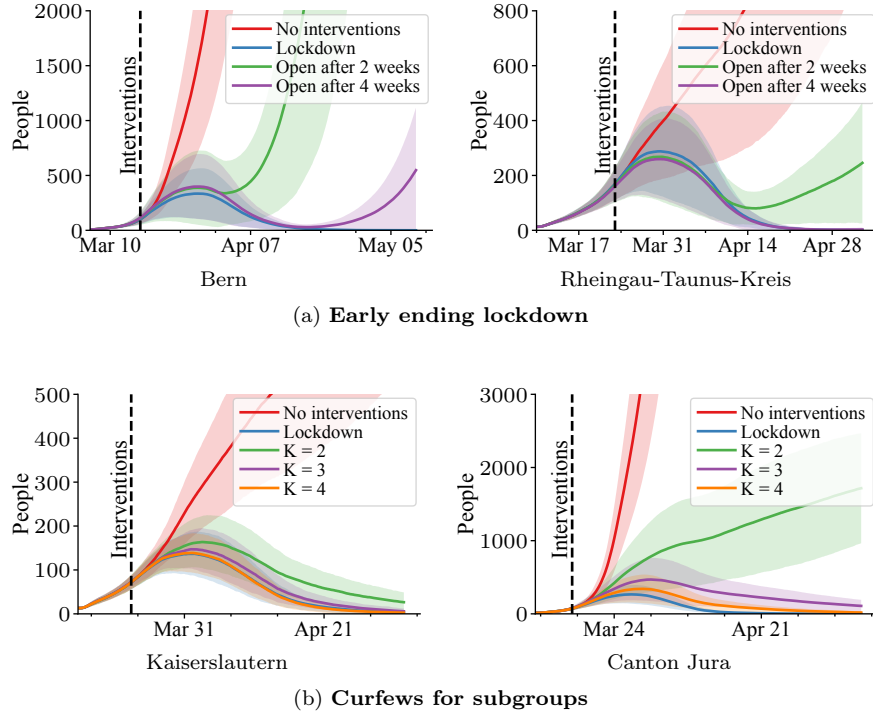 2000
1500
1000
500
0
People
Interventions
No interventions
Lockdown
Open after 2 weeks
Open after 4 weeks
Mar 10
Apr 07
May 05
Bern
800
600
400
200
0
People
Interventions
No interventions
Lockdown
Open after 2 weeks
Open after 4 weeks
Mar 17
Mar 31
Apr 14
Apr 28
Rheingau-Taunus-Kreis
(a) Early ending lockdown
500
400
300
200
100
0
People
Interventions
No interventions
Lockdown
K = 2
K = 3
K = 4
Mar 31
Apr 21
Kaiserslautern
3000
2000
1000
0
People
Interventions
No interventions
Lockdown
K = 2
K = 3
K = 4
Mar 24
Apr 21
Canton Jura
(b) Curfews for subgroups